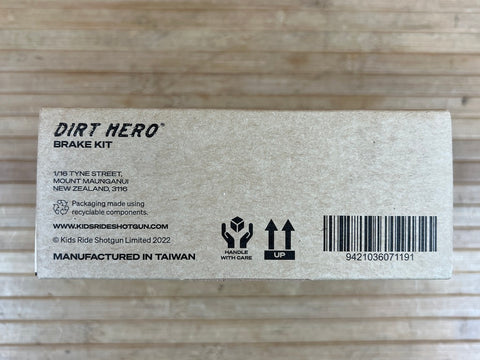 DIRT HERO®
BRAKE KIT
1/16 TYNE STREET,
MOUNT MAUNGANUI
NEW ZEALAND, 3116
Packaging made using
recyclable components.
WWW.KIDSRIDESHOTGUN.COM
© Kids Ride Shotgun Limited 2022
MANUFACTURED IN TAIWAN
HANDLE
WITH CARE
UP
9421036071191